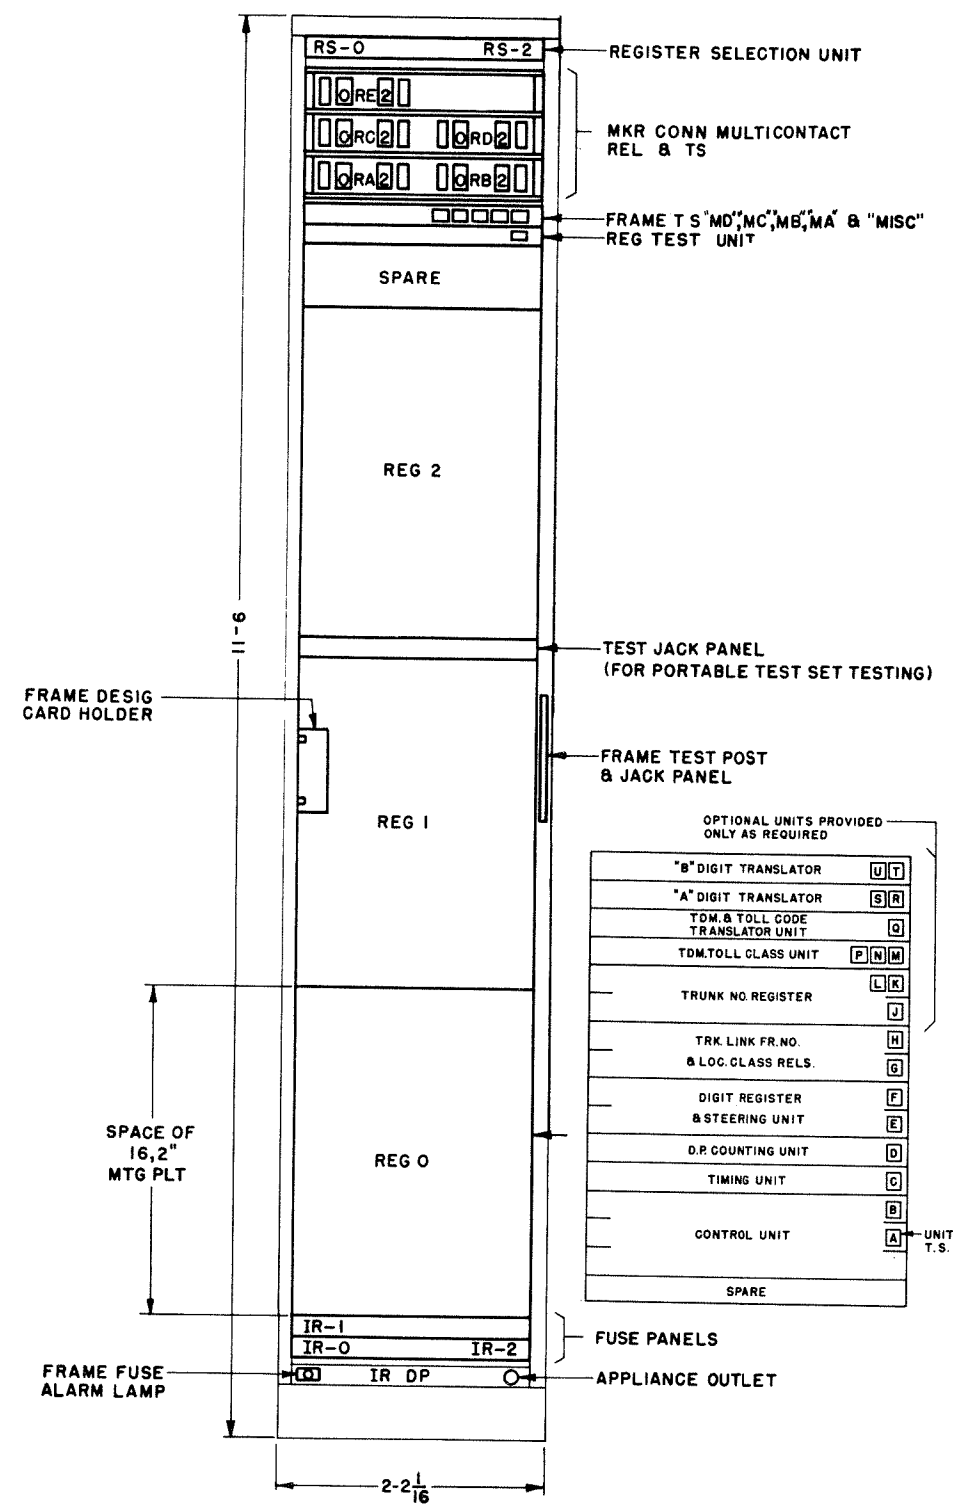 RS-0 RS-2
REGISTER SELECTION UNIT
0 RE 2
0 RC 2 0 RD 2
0 RA 2 0 RB 2
MKR CONN MULTICONTACT
REL & TS
FRAME T S "MD","MC","MB","MA" & "MISC"
REG TEST UNIT
SPARE
REG 2
11-6
TEST JACK PANEL
(FOR PORTABLE TEST SET TESTING)
FRAME DESIG
CARD HOLDER
FRAME TEST POST
& JACK PANEL
REG 1
OPTIONAL UNITS PROVIDED
ONLY AS REQUIRED
"B" DIGIT TRANSLATOR U T
"A" DIGIT TRANSLATOR S R
TDM. & TOLL CODE
TRANSLATOR UNIT Q
TDM. TOLL CLASS UNIT P N M
L K
TRUNK NO. REGISTER
J
TRK. LINK FR. NO. H
& LOC. CLASS RELS. G
DIGIT REGISTER F
& STEERING UNIT E
D.P. COUNTING UNIT D
TIMING UNIT C
B
CONTROL UNIT A
UNIT
T.S.
SPARE
SPACE OF
16,2"
MTG PLT
REG 0
IR-1
IR-0 IR-2
FUSE PANELS
FRAME FUSE
ALARM LAMP
IR DP
APPLIANCE OUTLET
2-2 1/16